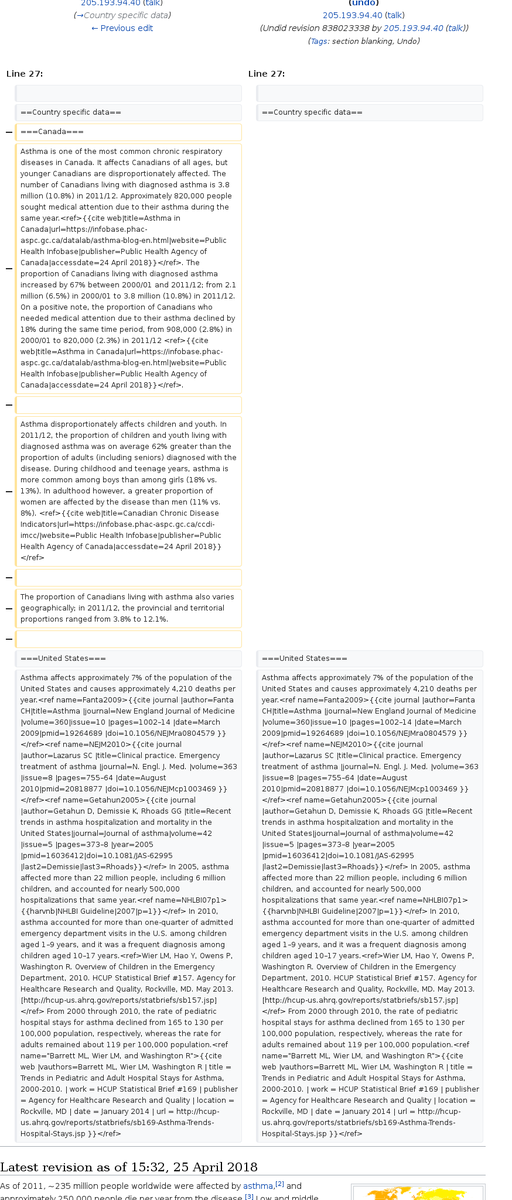 205.193.94.40 (talk)
(→Country specific data)
← Previous edit
(undo)
205.193.94.40 (talk)
(Undid revision 838023338 by 205.193.94.40 (talk))
(Tags: section blanking, Undo)
Line 27:
Line 27:
==Country specific data==
==Country specific data==
===Canada===
Asthma is one of the most common chronic respiratory
diseases in Canada. It affects Canadians of all ages, but
younger Canadians are disproportionately affected. The
number of Canadians living with diagnosed asthma is 3.8
million (10.8%) in 2011/12. Approximately 820,000 people
sought medical attention due to their asthma during the
same year.<ref>{{cite web|title=Asthma in
Canada|url=https://infobase.phac-
aspc.gc.ca/datalab/asthma-blog-en.html|website=Public
Health Infobase|publisher=Public Health Agency of
Canada|accessdate=24 April 2018}}</ref>. The
proportion of Canadians living with diagnosed asthma
increased by 67% between 2000/01 and 2011/12; from 2.1
million (6.5%) in 2000/01 to 3.8 million (10.8%) in 2011/12.
On a positive note, the proportion of Canadians who
needed medical attention due to their asthma declined by
18% during the same time period, from 908,000 (2.8%) in
2000/01 to 820,000 (2.3%) in 2011/12 <ref>{{cite
web|title=Asthma in Canada|url=https://infobase.phac-
aspc.gc.ca/datalab/asthma-blog-en.html|website=Public
Health Infobase|publisher=Public Health Agency of
Canada|accessdate=24 April 2018}}</ref>.
Asthma disproportionately affects children and youth. In
2011/12, the proportion of children and youth living with
diagnosed asthma was on average 62% greater than the
proportion of adults (including seniors) diagnosed with the
disease. During childhood and teenage years, asthma is
more common among boys than among girls (18% vs.
13%). In adulthood however, a greater proportion of
women are affected by the disease than men (11% vs.
8%). <ref>{{cite web|title=Canadian Chronic Disease
Indicators|url=https://infobase.phac-aspc.gc.ca/ccdi-
imcc/|website=Public Health Infobase|publisher=Public
Health Agency of Canada|accessdate=24 April 2018}}
</ref>
The proportion of Canadians living with asthma also varies
geographically; in 2011/12, the provincial and territorial
proportions ranged from 3.8% to 12.1%.
===United States===
===United States===
Asthma affects approximately 7% of the population of the
United States and causes approximately 4,210 deaths per
year.<ref name=Fanta2009>{{cite journal |author=Fanta
CH|title=Asthma |journal=New England Journal of Medicine
|volume=360|issue=10 |pages=1002–14 |date=March
2009|pmid=19264689 |doi=10.1056/NEJMra0804579 }}
</ref><ref name=NEJM2010>{{cite journal
|author=Lazarus SC |title=Clinical practice. Emergency
treatment of asthma |journal=N. Engl. J. Med. |volume=363
|issue=8 |pages=755–64 |date=August
2010|pmid=20818877 |doi=10.1056/NEJMcp1003469 }}
</ref><ref name=Getahun2005>{{cite journal
|author=Getahun D, Demissie K, Rhoads GG |title=Recent
trends in asthma hospitalization and mortality in the
United States|journal=Journal of asthma|volume=42
|issue=5 |pages=373–8 |year=2005
|pmid=16036412|doi=10.1081/JAS-62995
|last2=Demissie|last3=Rhoads}}</ref> In 2005, asthma
affected more than 22 million people, including 6 million
children, and accounted for nearly 500,000
hospitalizations that same year.<ref name=NHLBI07p1>
{{harvnb|NHLBI Guideline|2007|p=1}}</ref> In 2010,
asthma accounted for more than one-quarter of admitted
emergency department visits in the U.S. among children
aged 1–9 years, and it was a frequent diagnosis among
children aged 10–17 years.<ref>Wier LM, Hao Y, Owens P,
Washington R. Overview of Children in the Emergency
Department, 2010. HCUP Statistical Brief #157. Agency for
Healthcare Research and Quality, Rockville, MD. May 2013.
[http://hcup-us.ahrq.gov/reports/statbriefs/sb157.jsp]
</ref> From 2000 through 2010, the rate of pediatric
hospital stays for asthma declined from 165 to 130 per
100,000 population, respectively, whereas the rate for
adults remained about 119 per 100,000 population.<ref
name="Barrett ML, Wier LM, and Washington R">{{cite
web |vauthors=Barrett ML, Wier LM, Washington R | title =
Trends in Pediatric and Adult Hospital Stays for Asthma,
2000-2010. | work = HCUP Statistical Brief #169 | publisher
= Agency for Healthcare Research and Quality | location =
Rockville, MD | date = January 2014 | url = http://hcup-
us.ahrq.gov/reports/statbriefs/sb169-Asthma-Trends-
Hospital-Stays.jsp }}</ref>
Asthma affects approximately 7% of the population of the
United States and causes approximately 4,210 deaths per
year.<ref name=Fanta2009>{{cite journal |author=Fanta
CH|title=Asthma |journal=New England Journal of Medicine
|volume=360|issue=10 |pages=1002–14 |date=March
2009|pmid=19264689 |doi=10.1056/NEJMra0804579 }}
</ref><ref name=NEJM2010>{{cite journal
|author=Lazarus SC |title=Clinical practice. Emergency
treatment of asthma |journal=N. Engl. J. Med. |volume=363
|issue=8 |pages=755–64 |date=August
2010|pmid=20818877 |doi=10.1056/NEJMcp1003469 }}
</ref><ref name=Getahun2005>{{cite journal
|author=Getahun D, Demissie K, Rhoads GG |title=Recent
trends in asthma hospitalization and mortality in the
United States|journal=Journal of asthma|volume=42
|issue=5 |pages=373–8 |year=2005
|pmid=16036412|doi=10.1081/JAS-62995
|last2=Demissie|last3=Rhoads}}</ref> In 2005, asthma
affected more than 22 million people, including 6 million
children, and accounted for nearly 500,000
hospitalizations that same year.<ref name=NHLBI07p1>
{{harvnb|NHLBI Guideline|2007|p=1}}</ref> In 2010,
asthma accounted for more than one-quarter of admitted
emergency department visits in the U.S. among children
aged 1–9 years, and it was a frequent diagnosis among
children aged 10–17 years.<ref>Wier LM, Hao Y, Owens P,
Washington R. Overview of Children in the Emergency
Department, 2010. HCUP Statistical Brief #157. Agency for
Healthcare Research and Quality, Rockville, MD. May 2013.
[http://hcup-us.ahrq.gov/reports/statbriefs/sb157.jsp]
</ref> From 2000 through 2010, the rate of pediatric
hospital stays for asthma declined from 165 to 130 per
100,000 population, respectively, whereas the rate for
adults remained about 119 per 100,000 population.<ref
name="Barrett ML, Wier LM, and Washington R">{{cite
web |vauthors=Barrett ML, Wier LM, Washington R | title =
Trends in Pediatric and Adult Hospital Stays for Asthma,
2000-2010. | work = HCUP Statistical Brief #169 | publisher
= Agency for Healthcare Research and Quality | location =
Rockville, MD | date = January 2014 | url = http://hcup-
us.ahrq.gov/reports/statbriefs/sb169-Asthma-Trends-
Hospital-Stays.jsp }}</ref>
Latest revision as of 15:32, 25 April 2018
As of 2011, ~235 million people worldwide were affected by asthma,[2] and
approximately 250,000 people die per year from the disease.[3] Low and middle